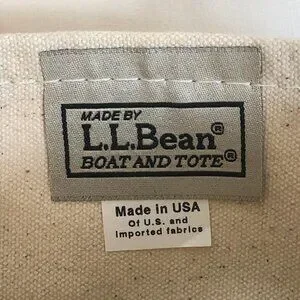 MADE BY
L.L.Bean®
BOAT AND TOTE®
Made in USA
Of U.S. and
imported fabrics